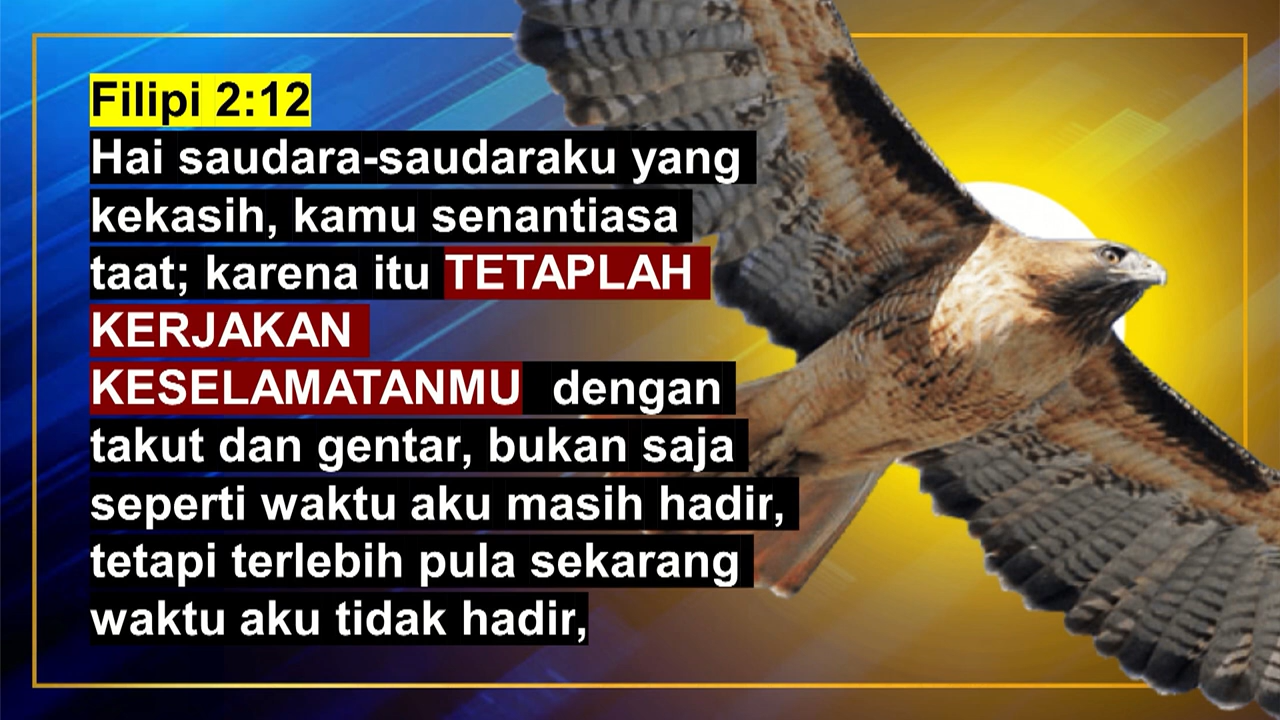 Filipi 2:12
Hai saudara-saudaraku yang
kekasih, kamu senantiasa
taat; karena itu TETAPLAH
KERJAKAN
KESELAMATANMU dengan
takut dan gentar, bukan saja
seperti waktu aku masih hadir,
tetapi terlebih pula sekarang
waktu aku tidak hadir,